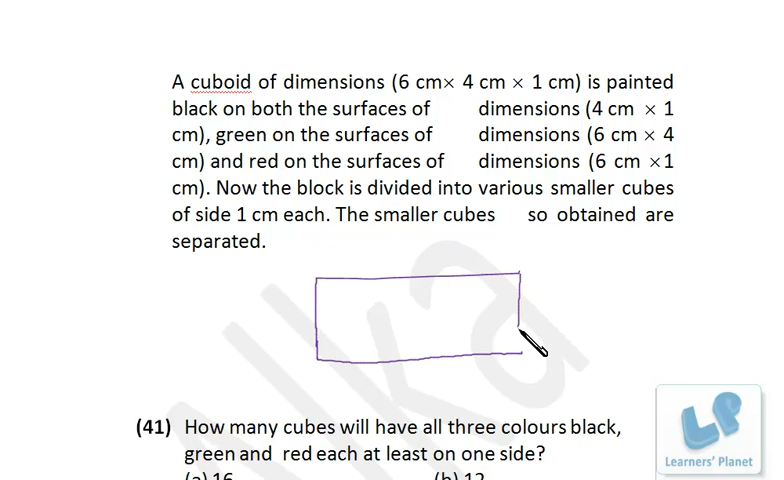 A cuboid of dimensions (6 cm× 4 cm × 1 cm) is painted
black on both the surfaces of dimensions (4 cm × 1
cm), green on the surfaces of dimensions (6 cm × 4
cm) and red on the surfaces of dimensions (6 cm ×1
cm). Now the block is divided into various smaller cubes
of side 1 cm each. The smaller cubes so obtained are
separated.
Alka
(41) How many cubes will have all three colours black,
green and red each at least on one side?
(a) 16 (b) 12
LP
Learners' Planet